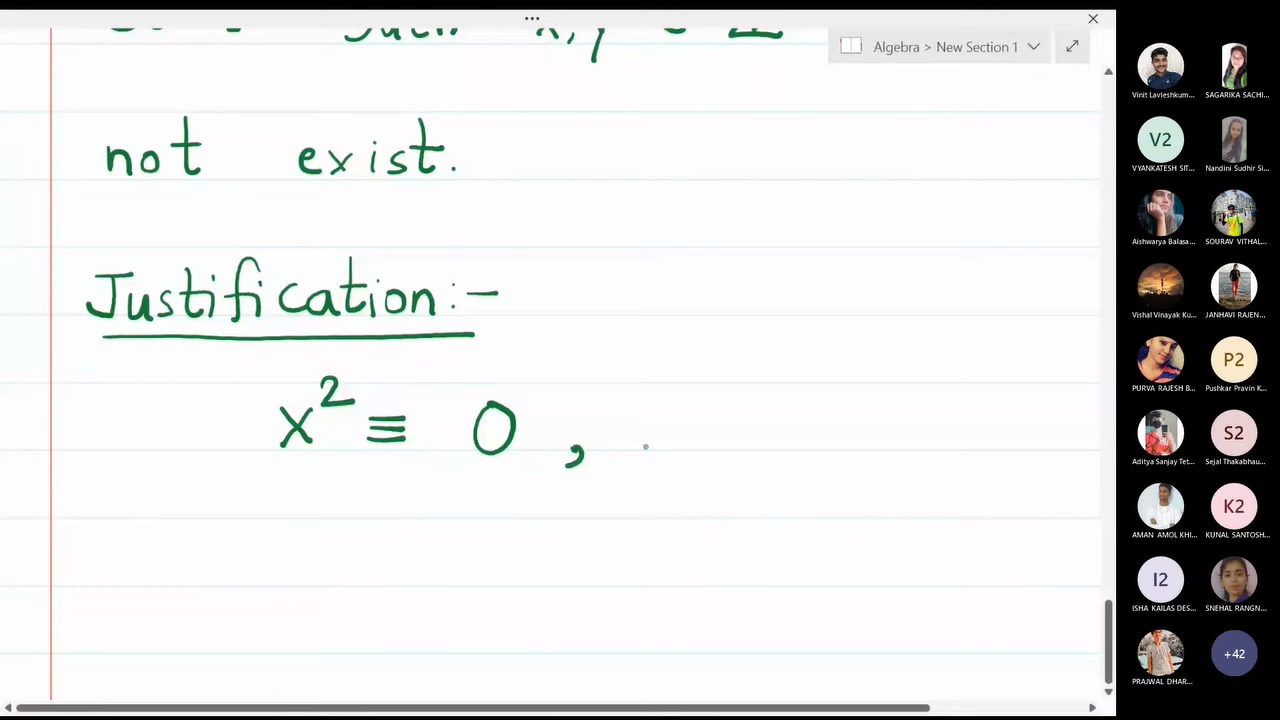 such x, y ∈ ℤ
Algebra > New Section 1
not exist.
Justification:-
x² ≡ 0 ,
Vinit Lavleshkum...
SAGARIKA SACHI...
V2
VYANKATESH SIT...
Nandini Sudhir Si...
Aishwarya Balasa...
SOURAV VITHAL...
Vishal Vinayak Ku...
JANHAVI RAJEN...
PURVA RAJESH B...
P2
Pushkar Pravin K...
Aditya Sanjay Tet...
S2
Sejal Thakabhau...
AMAN AMOL KHI...
K2
KUNAL SANTOSH...
I2
ISHA KAILAS DES...
SNEHAL RANGN...
PRAJWAL DHAR...
+42